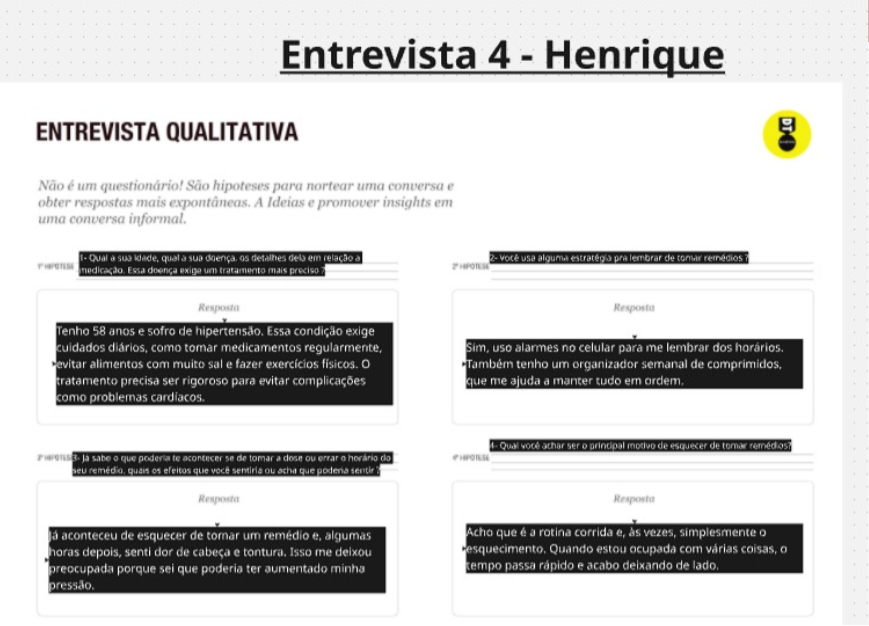 Entrevista 4 - Henrique
ENTREVISTA QUALITATIVA
Não é um questionário! São hipoteses para nortear uma conversa e
obter respostas mais expontâneas. A Ideias e promover insights em
uma conversa informal.
1ª HIPÓTESE
1- Qual a sua idade, qual a sua doença, os detalhes dela em relação a
medicação. Essa doença exige um tratamento mais preciso ?
Resposta
Tenho 58 anos e sofro de hipertensão. Essa condição exige
cuidados diários, como tomar medicamentos regularmente,
evitar alimentos com muito sal e fazer exercícios físicos. O
tratamento precisa ser rigoroso para evitar complicações
como problemas cardíacos.
2ª HIPÓTESE
2- Você usa alguma estratégia pra lembrar de tomar remédios ?
Resposta
Sim, uso alarmes no celular para me lembrar dos horários.
Também tenho um organizador semanal de comprimidos,
que me ajuda a manter tudo em ordem.
3ª HIPÓTESE
3- Já sabe o que poderia te acontecer se de tomar a dose ou errar o horário do
seu remédio, quais os efeitos que você sentiria ou acha que poderia sentir ?
Resposta
Já aconteceu de esquecer de tomar um remédio e, algumas
horas depois, senti dor de cabeça e tontura. Isso me deixou
preocupada porque sei que poderia ter aumentado minha
pressão.
4ª HIPÓTESE
4- Qual você achar ser o principal motivo de esquecer de tomar remédios?
Resposta
Acho que é a rotina corrida e, às vezes, simplesmente o
esquecimento. Quando estou ocupada com várias coisas, o
tempo passa rápido e acabo deixando de lado.